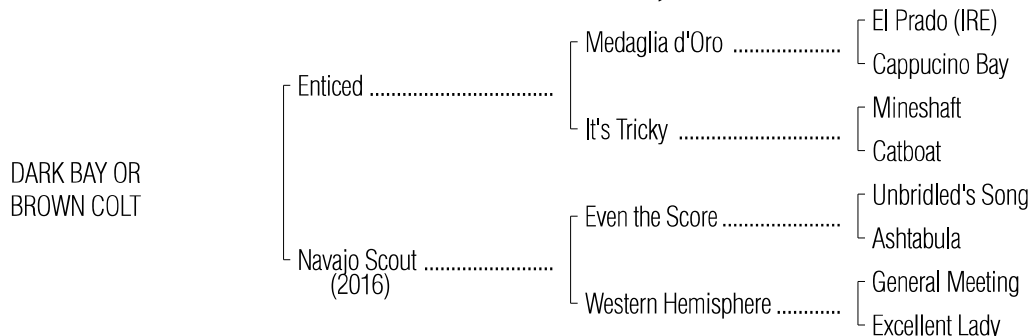 El Prado (IRE)
Medaglia d'Oro ..................
Cappucino Bay
Enticed ...............................
Mineshaft
It's Tricky ...........................
Catboat
DARK BAY OR
BROWN COLT
Unbridled's Song
Even the Score ....................
Ashtabula
Navajo Scout ......................
(2016)
General Meeting
Western Hemisphere ...........
Excellent Lady